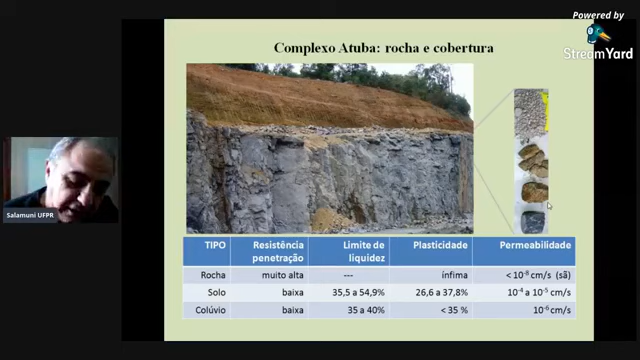 Powered by
StreamYard
Complexo Atuba: rocha e cobertura
Salamuni UFPR
TIPO Resistência penetração Limite de liquidez Plasticidade Permeabilidade
Rocha muito alta --- ínfima < 10⁻⁸ cm/s (sã)
Solo baixa 35,5 a 54,9% 26,6 a 37,8% 10⁻⁴ a 10⁻⁵ cm/s
Colúvio baixa 35 a 40% < 35 % 10⁻⁶ cm/s